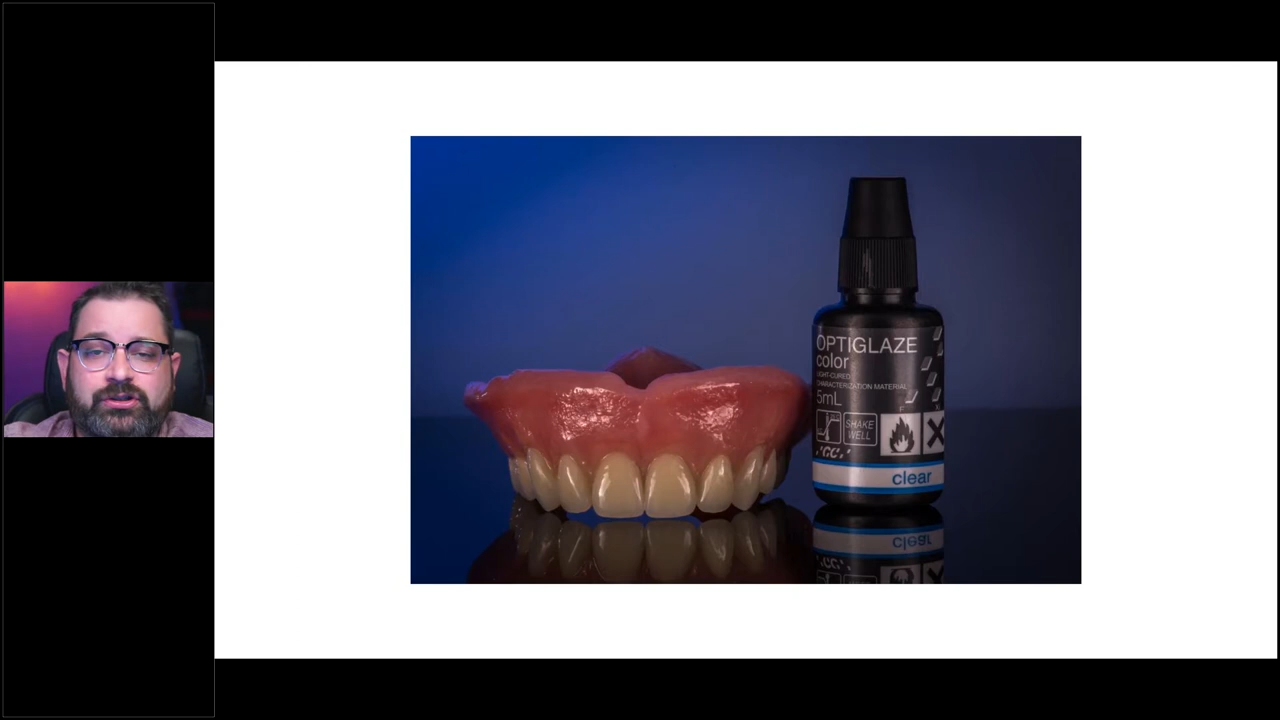 OPTIGLAZE
color
LIGHT-CURED
CHARACTERIZATION MATERIAL
5mL
SHAKE
WELL
GC
clear